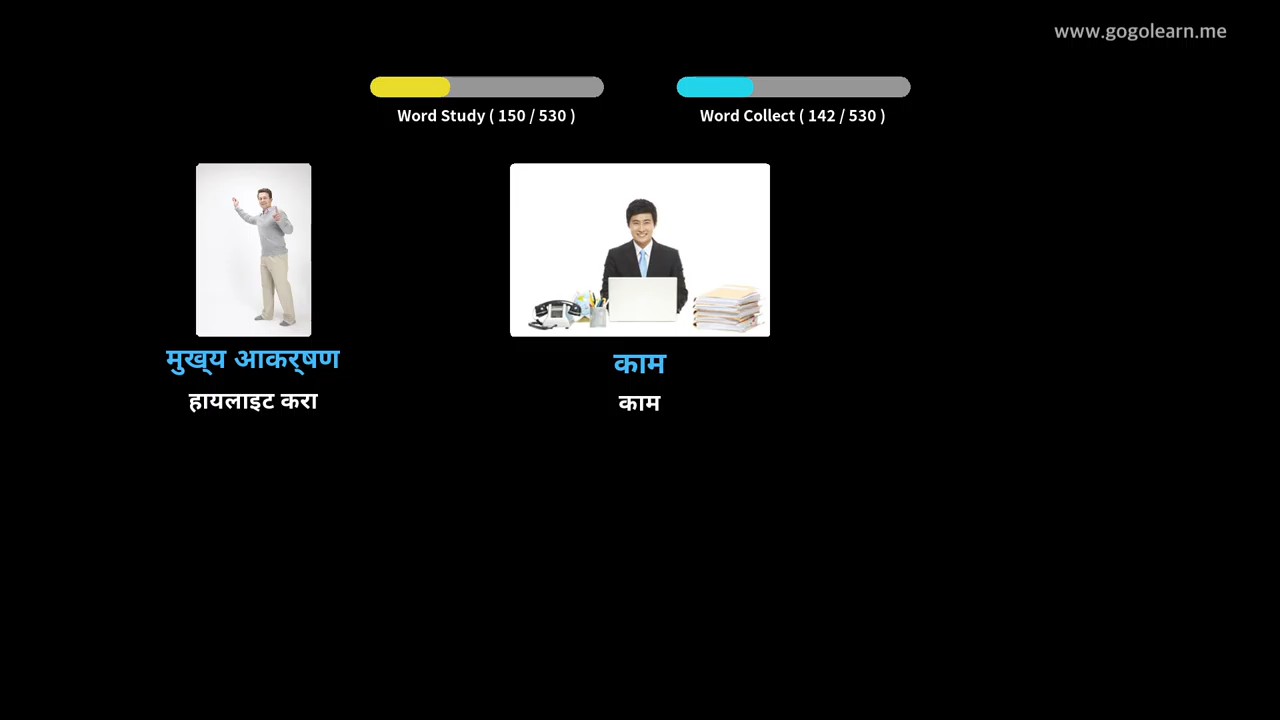 www.gogolearn.me
Word Study ( 150 / 530 )
Word Collect ( 142 / 530 )
मुख्य आकर्षण
हायलाइट करा
काम
काम